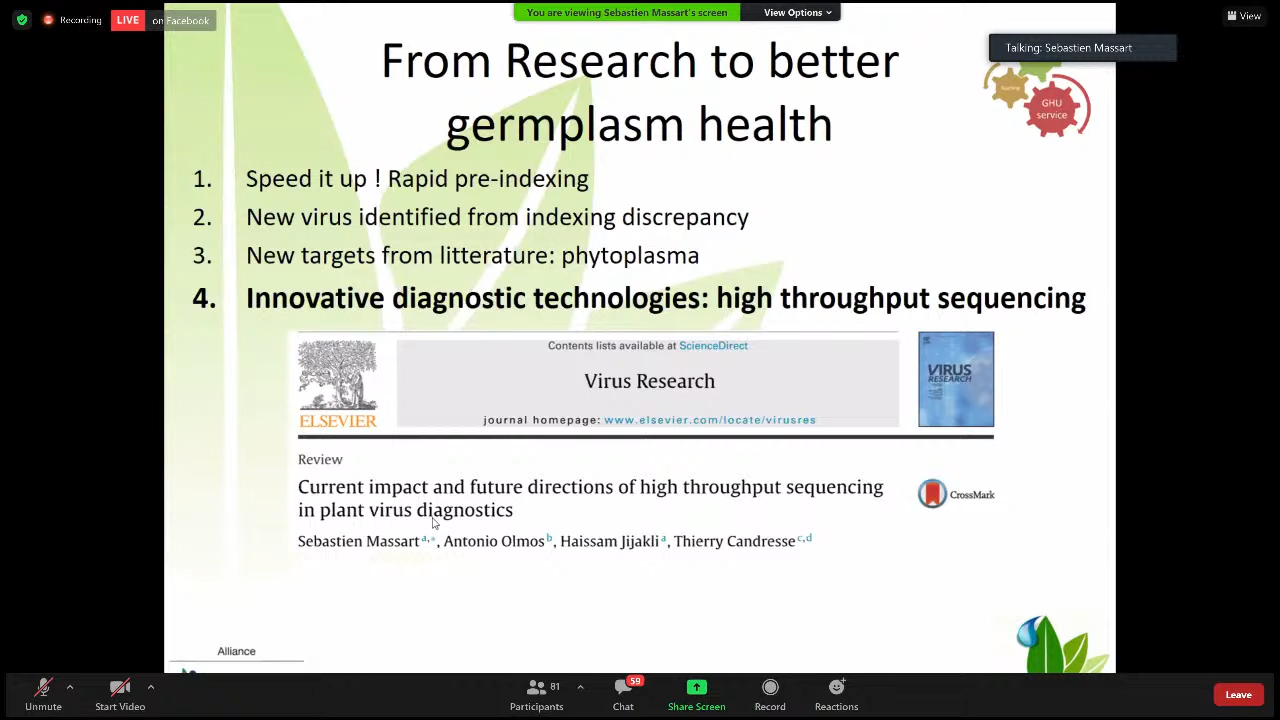 Recording
LIVE on Facebook
You are viewing Sebastien Massart's screen
View Options
View
Talking: Sebastien Massart
From Research to better
germplasm health
GHU
service
1. Speed it up ! Rapid pre-indexing
2. New virus identified from indexing discrepancy
3. New targets from litterature: phytoplasma
4. Innovative diagnostic technologies: high throughput sequencing
Contents lists available at ScienceDirect
Virus Research
journal homepage: www.elsevier.com/locate/virusres
ELSEVIER
VIRUS
RESEARCH
Review
Current impact and future directions of high throughput sequencing
in plant virus diagnostics
CrossMark
Sebastien Massart a,*, Antonio Olmos b, Haissam Jijakli a, Thierry Candresse c,d
Alliance
Unmute
Start Video
81
Participants
59
Chat
Share Screen
Record
Reactions
Leave